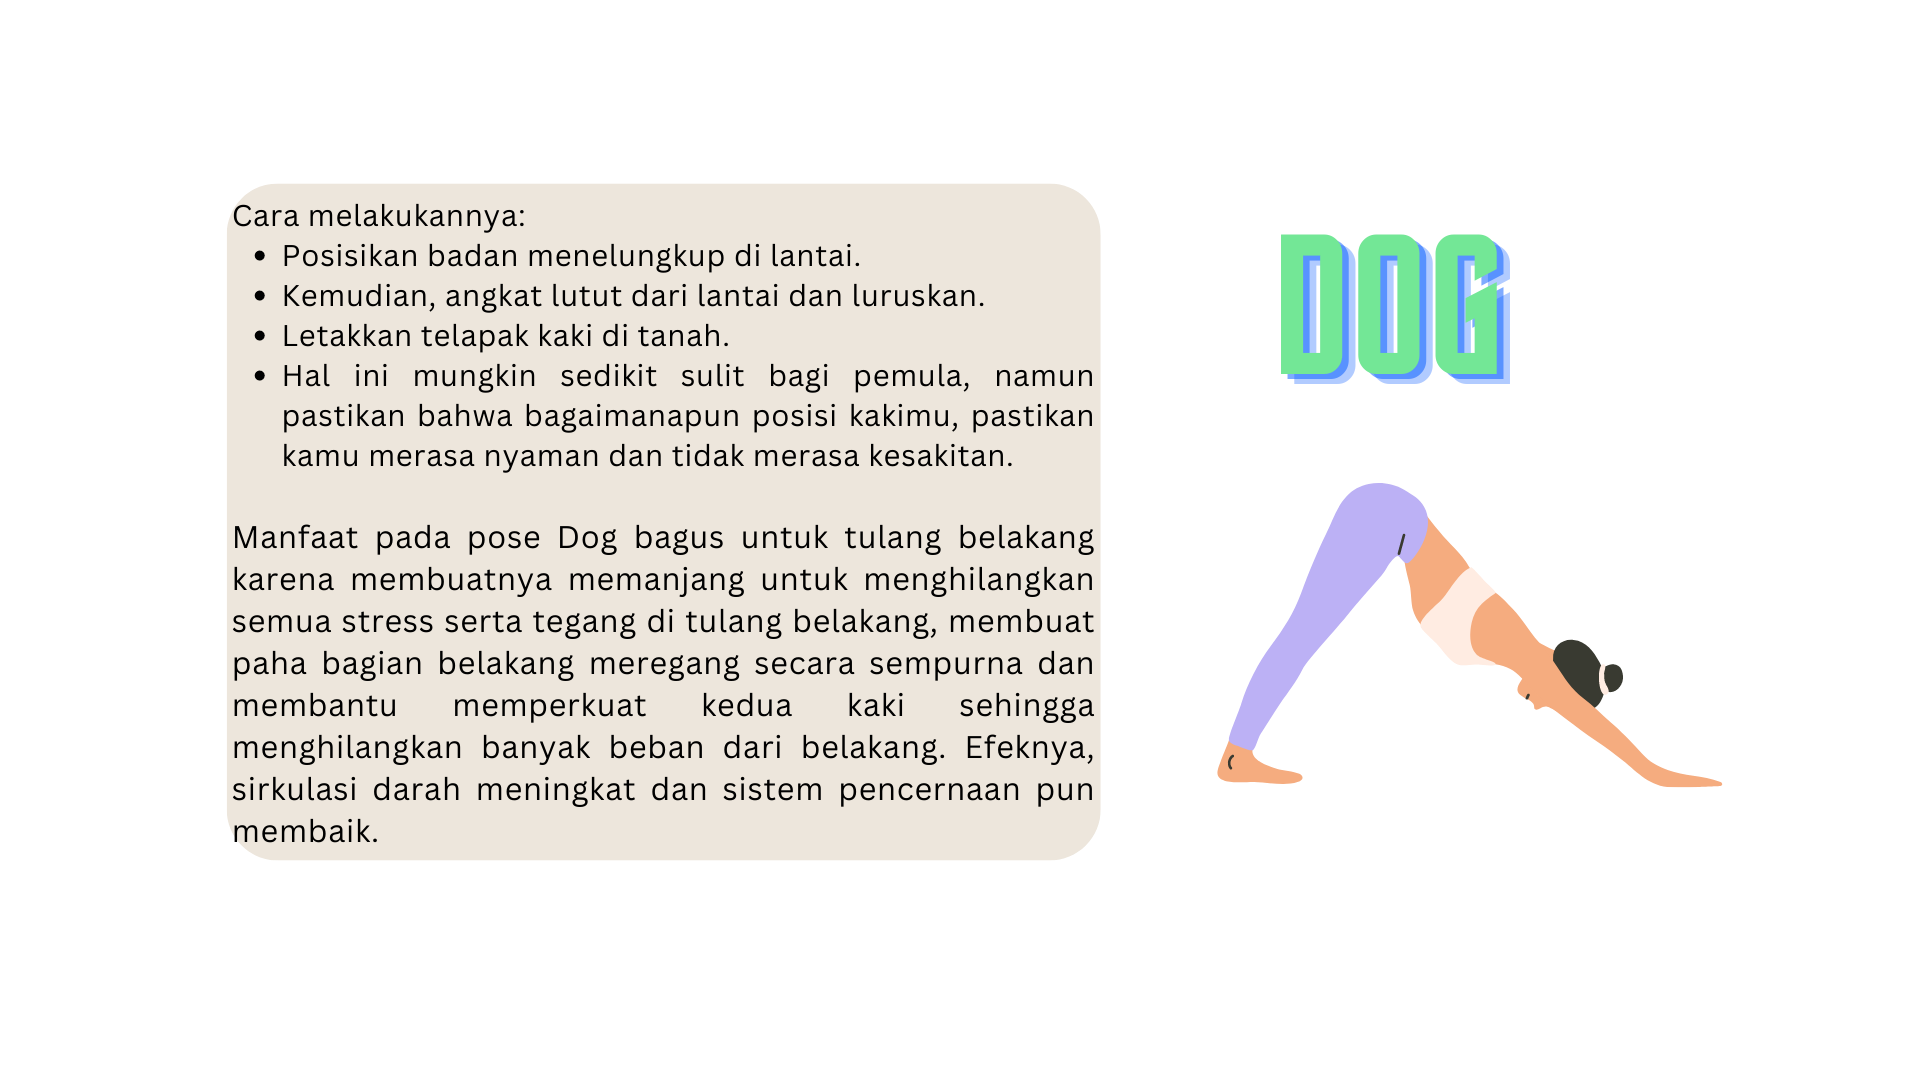 Cara melakukannya:
• Posisikan badan menelungkup di lantai.
• Kemudian, angkat lutut dari lantai dan luruskan.
• Letakkan telapak kaki di tanah.
• Hal ini mungkin sedikit sulit bagi pemula, namun
pastikan bahwa bagaimanapun posisi kakimu, pastikan
kamu merasa nyaman dan tidak merasa kesakitan.
Manfaat pada pose Dog bagus untuk tulang belakang
karena membuatnya memanjang untuk menghilangkan
semua stress serta tegang di tulang belakang, membuat
paha bagian belakang meregang secara sempurna dan
membantu memperkuat kedua kaki sehingga
menghilangkan banyak beban dari belakang. Efeknya,
sirkulasi darah meningkat dan sistem pencernaan pun
membaik.
DOG